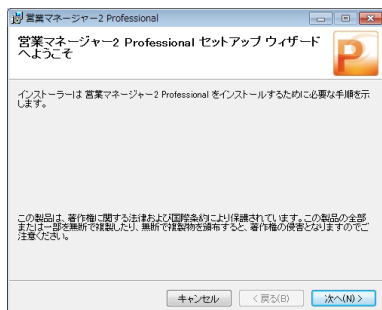 営業マネージャー2 Professional
営業マネージャー2 Professional セットアップ ウィザード
へようこそ
P
インストーラーは 営業マネージャー2 Professional をインストールするために必要な手順を示
します。
この製品は、著作権に関する法律および国際条約により保護されています。この製品の全部
または一部を無断で複製したり、無断で複製物を頒布すると、著作権の侵害となりますのでご
注意ください。
キャンセル
< 戻る(B)
次へ(N) >